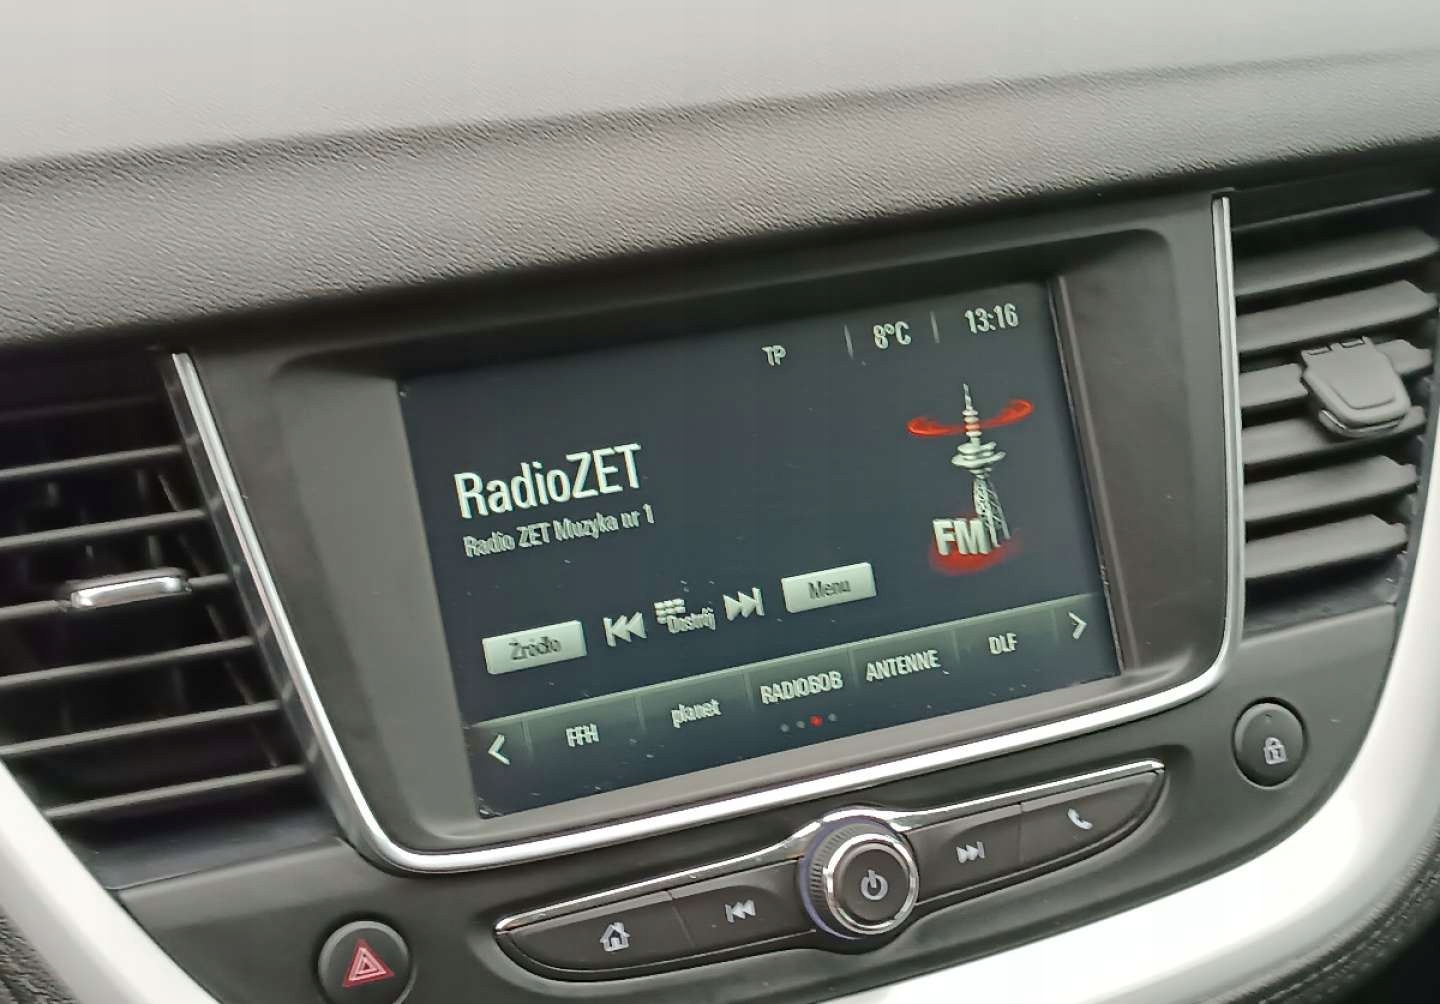 TP | 8°C | 13:16
RadioZET
Radio ZET Muzyka nr 1
FM
Źródło
Dostrój
Menu
< FFH planet RADIOBOB ANTENNE DLF >